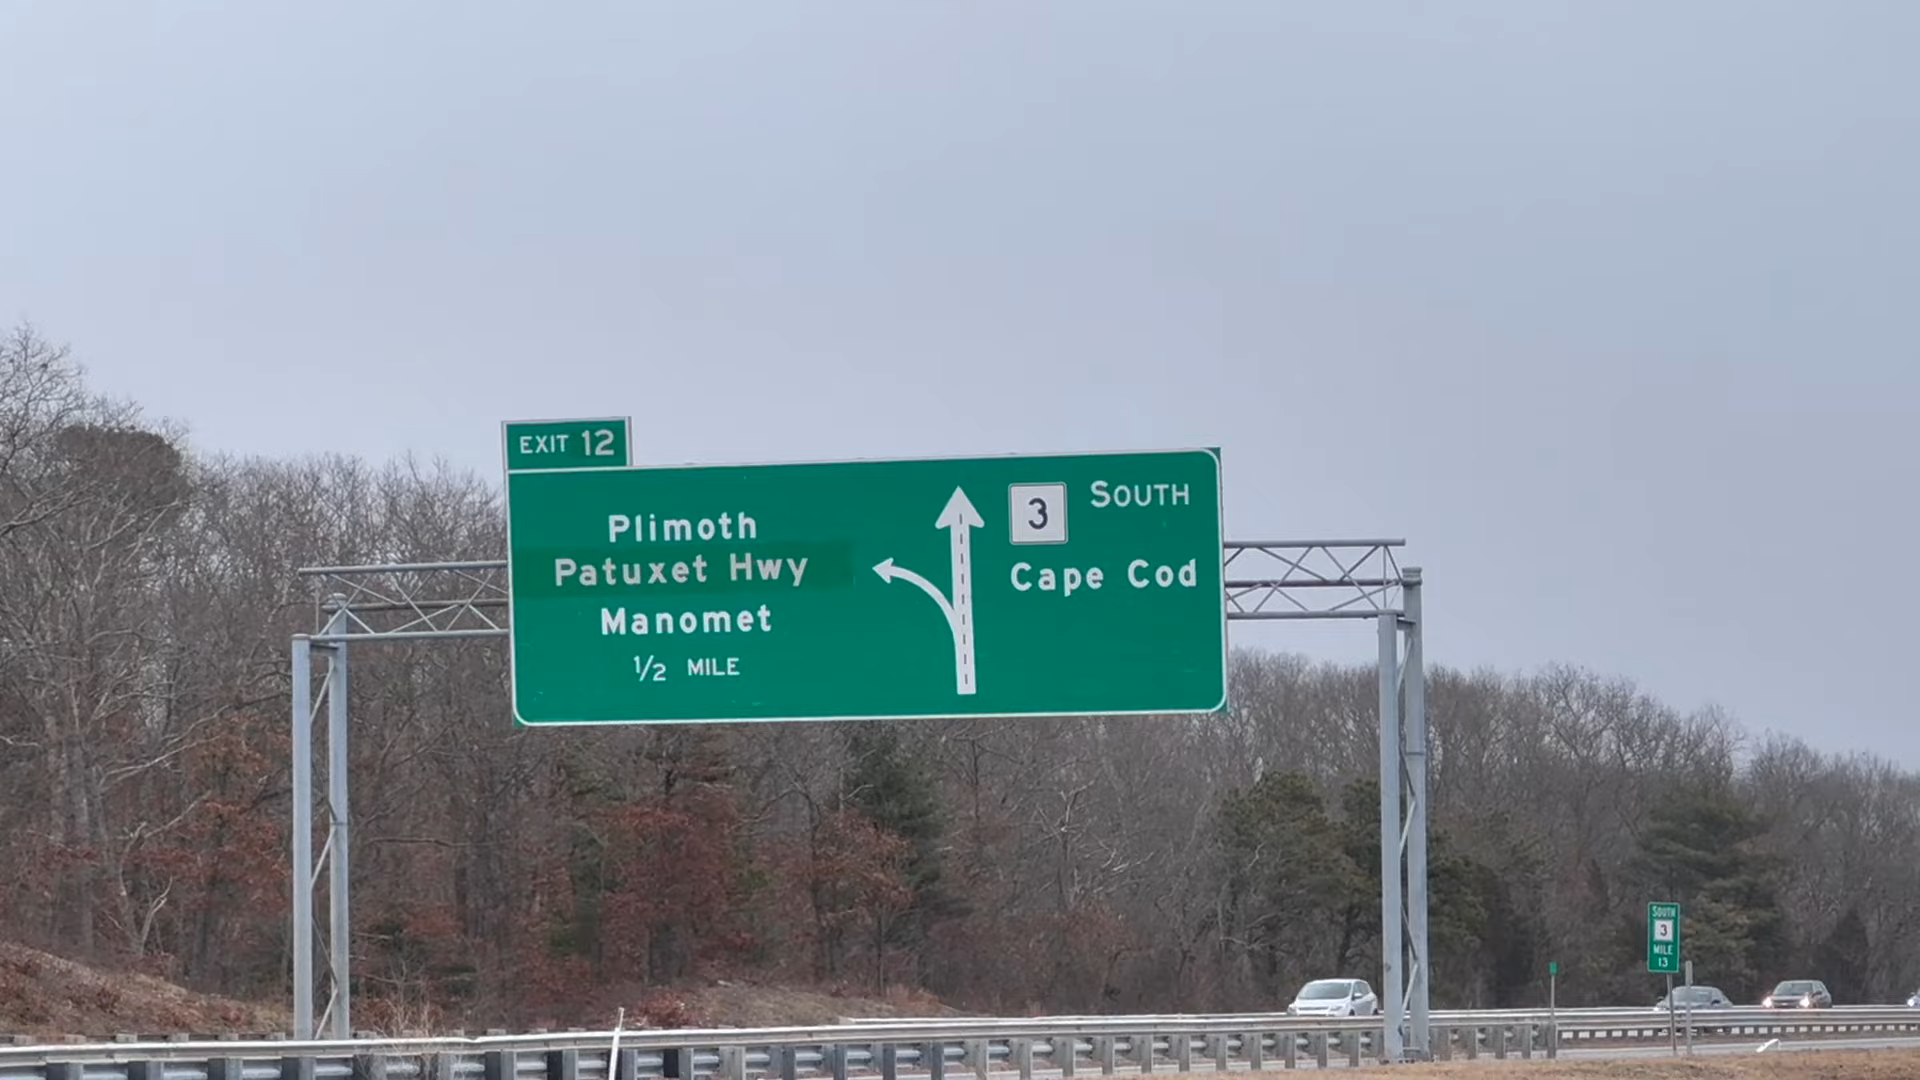 EXIT 12
Plimoth
Patuxet Hwy
Manomet
1/2 MILE
3 SOUTH
Cape Cod
SOUTH
3
MILE
13